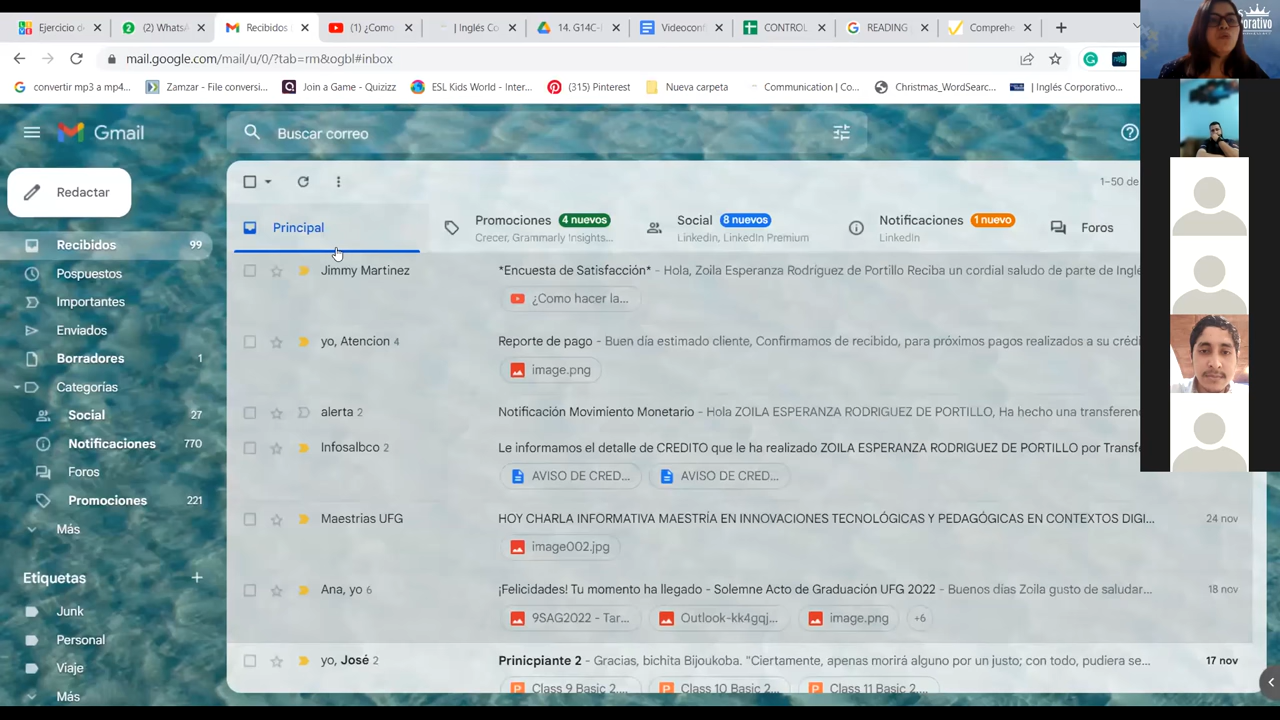 Ejercicio d
(2) Whats
Recibidos
(1) ¿Como
| Inglés Co
14. G14C-
Videoconf
CONTROL
READING
Comprehe
orporativo
mail.google.com/mail/u/0/?tab=rm&ogbl#inbox
convertir mp3 a mp4...
Zamzar - File conversi...
Join a Game - Quizizz
ESL Kids World - Inter...
(315) Pinterest
Nueva carpeta
Communication | Co...
Christmas_WordSearc...
| Inglés Corporativo...
Gmail
Buscar correo
Redactar
1–50 de
Principal
Promociones 4 nuevos
Crecer, Grammarly Insights...
Social 8 nuevos
LinkedIn, LinkedIn Premium
Notificaciones 1 nuevo
LinkedIn
Foros
Recibidos 99
Pospuestos
Importantes
Enviados
Borradores 1
Categorías
Social 27
Notificaciones 770
Foros
Promociones 221
Más
Etiquetas
Junk
Personal
Viaje
Más
Jimmy Martinez *Encuesta de Satisfacción* - Hola, Zoila Esperanza Rodríguez de Portillo Reciba un cordial saludo de parte de Ingle
¿Como hacer la...
yo, Atencion 4 Reporte de pago - Buen día estimado cliente, Confirmamos de recibido, para próximos pagos realizados a su crédi
image.png
alerta 2 Notificación Movimiento Monetario - Hola ZOILA ESPERANZA RODRIGUEZ DE PORTILLO, Ha hecho una transferenc
Infosalbco 2 Le informamos el detalle de CREDITO que le ha realizado ZOILA ESPERANZA RODRIGUEZ DE PORTILLO por Transf
AVISO DE CRED... AVISO DE CRED...
Maestrias UFG HOY CHARLA INFORMATIVA MAESTRÍA EN INNOVACIONES TECNOLÓGICAS Y PEDAGÓGICAS EN CONTEXTOS DIGI... 24 nov
image002.jpg
Ana, yo 6 ¡Felicidades! Tu momento ha llegado - Solemne Acto de Graduación UFG 2022 - Buenos dias Zoila gusto de saludar... 18 nov
9SAG2022 - Tar... Outlook-kk4gqj... image.png +6
yo, José 2 Prinicpiante 2 - Gracias, bichita Bijoukoba. "Ciertamente, apenas morirá alguno por un justo; con todo, pudiera se... 17 nov
Class 9 Basic 2.... Class 10 Basic 2... Class 11 Basic 2....